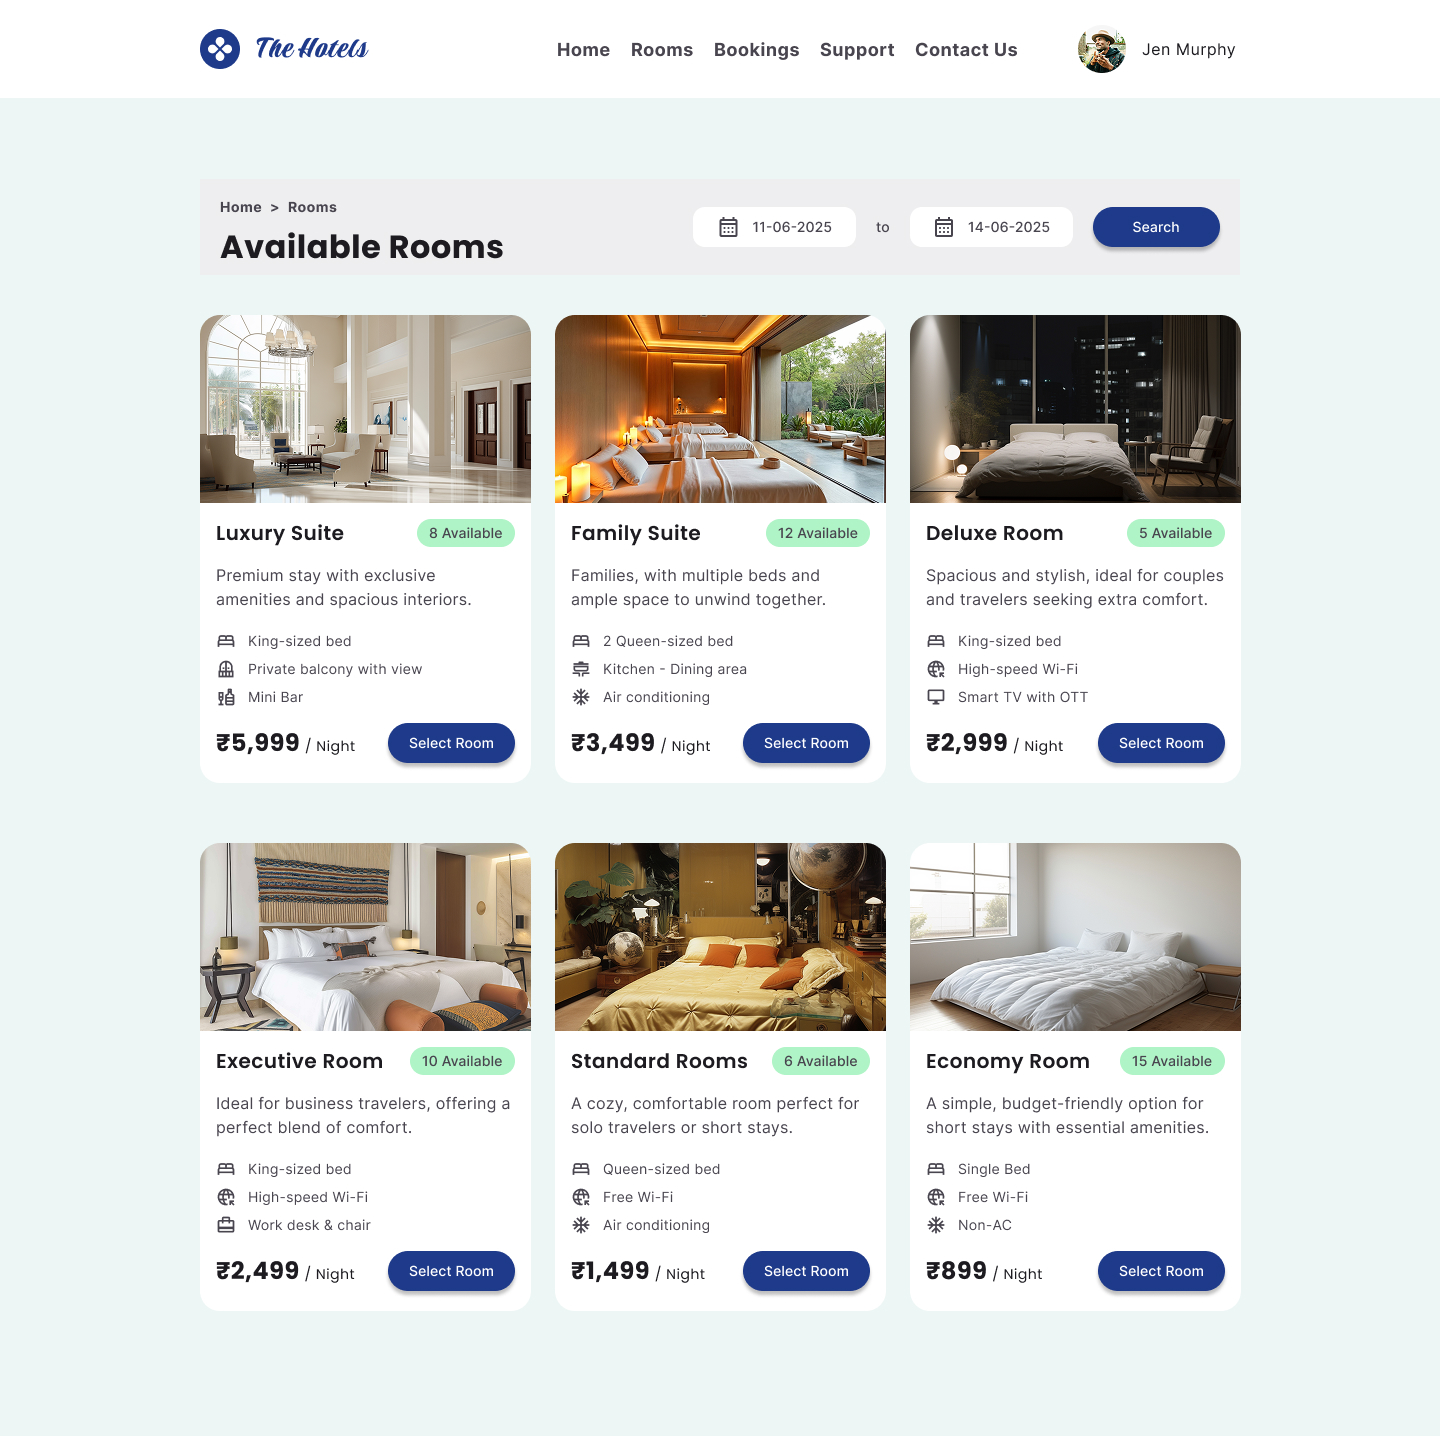 The Hotels
Home Rooms Bookings Support Contact Us
Jen Murphy
Home > Rooms
Available Rooms
11-06-2025 to 14-06-2025 Search
Luxury Suite 8 Available
Premium stay with exclusive
amenities and spacious interiors.
King-sized bed
Private balcony with view
Mini Bar
₹5,999 / Night Select Room
Family Suite 12 Available
Families, with multiple beds and
ample space to unwind together.
2 Queen-sized bed
Kitchen - Dining area
Air conditioning
₹3,499 / Night Select Room
Deluxe Room 5 Available
Spacious and stylish, ideal for couples
and travelers seeking extra comfort.
King-sized bed
High-speed Wi-Fi
Smart TV with OTT
₹2,999 / Night Select Room
Executive Room 10 Available
Ideal for business travelers, offering a
perfect blend of comfort.
King-sized bed
High-speed Wi-Fi
Work desk & chair
₹2,499 / Night Select Room
Standard Rooms 6 Available
A cozy, comfortable room perfect for
solo travelers or short stays.
Queen-sized bed
Free Wi-Fi
Air conditioning
₹1,499 / Night Select Room
Economy Room 15 Available
A simple, budget-friendly option for
short stays with essential amenities.
Single Bed
Free Wi-Fi
Non-AC
₹899 / Night Select Room